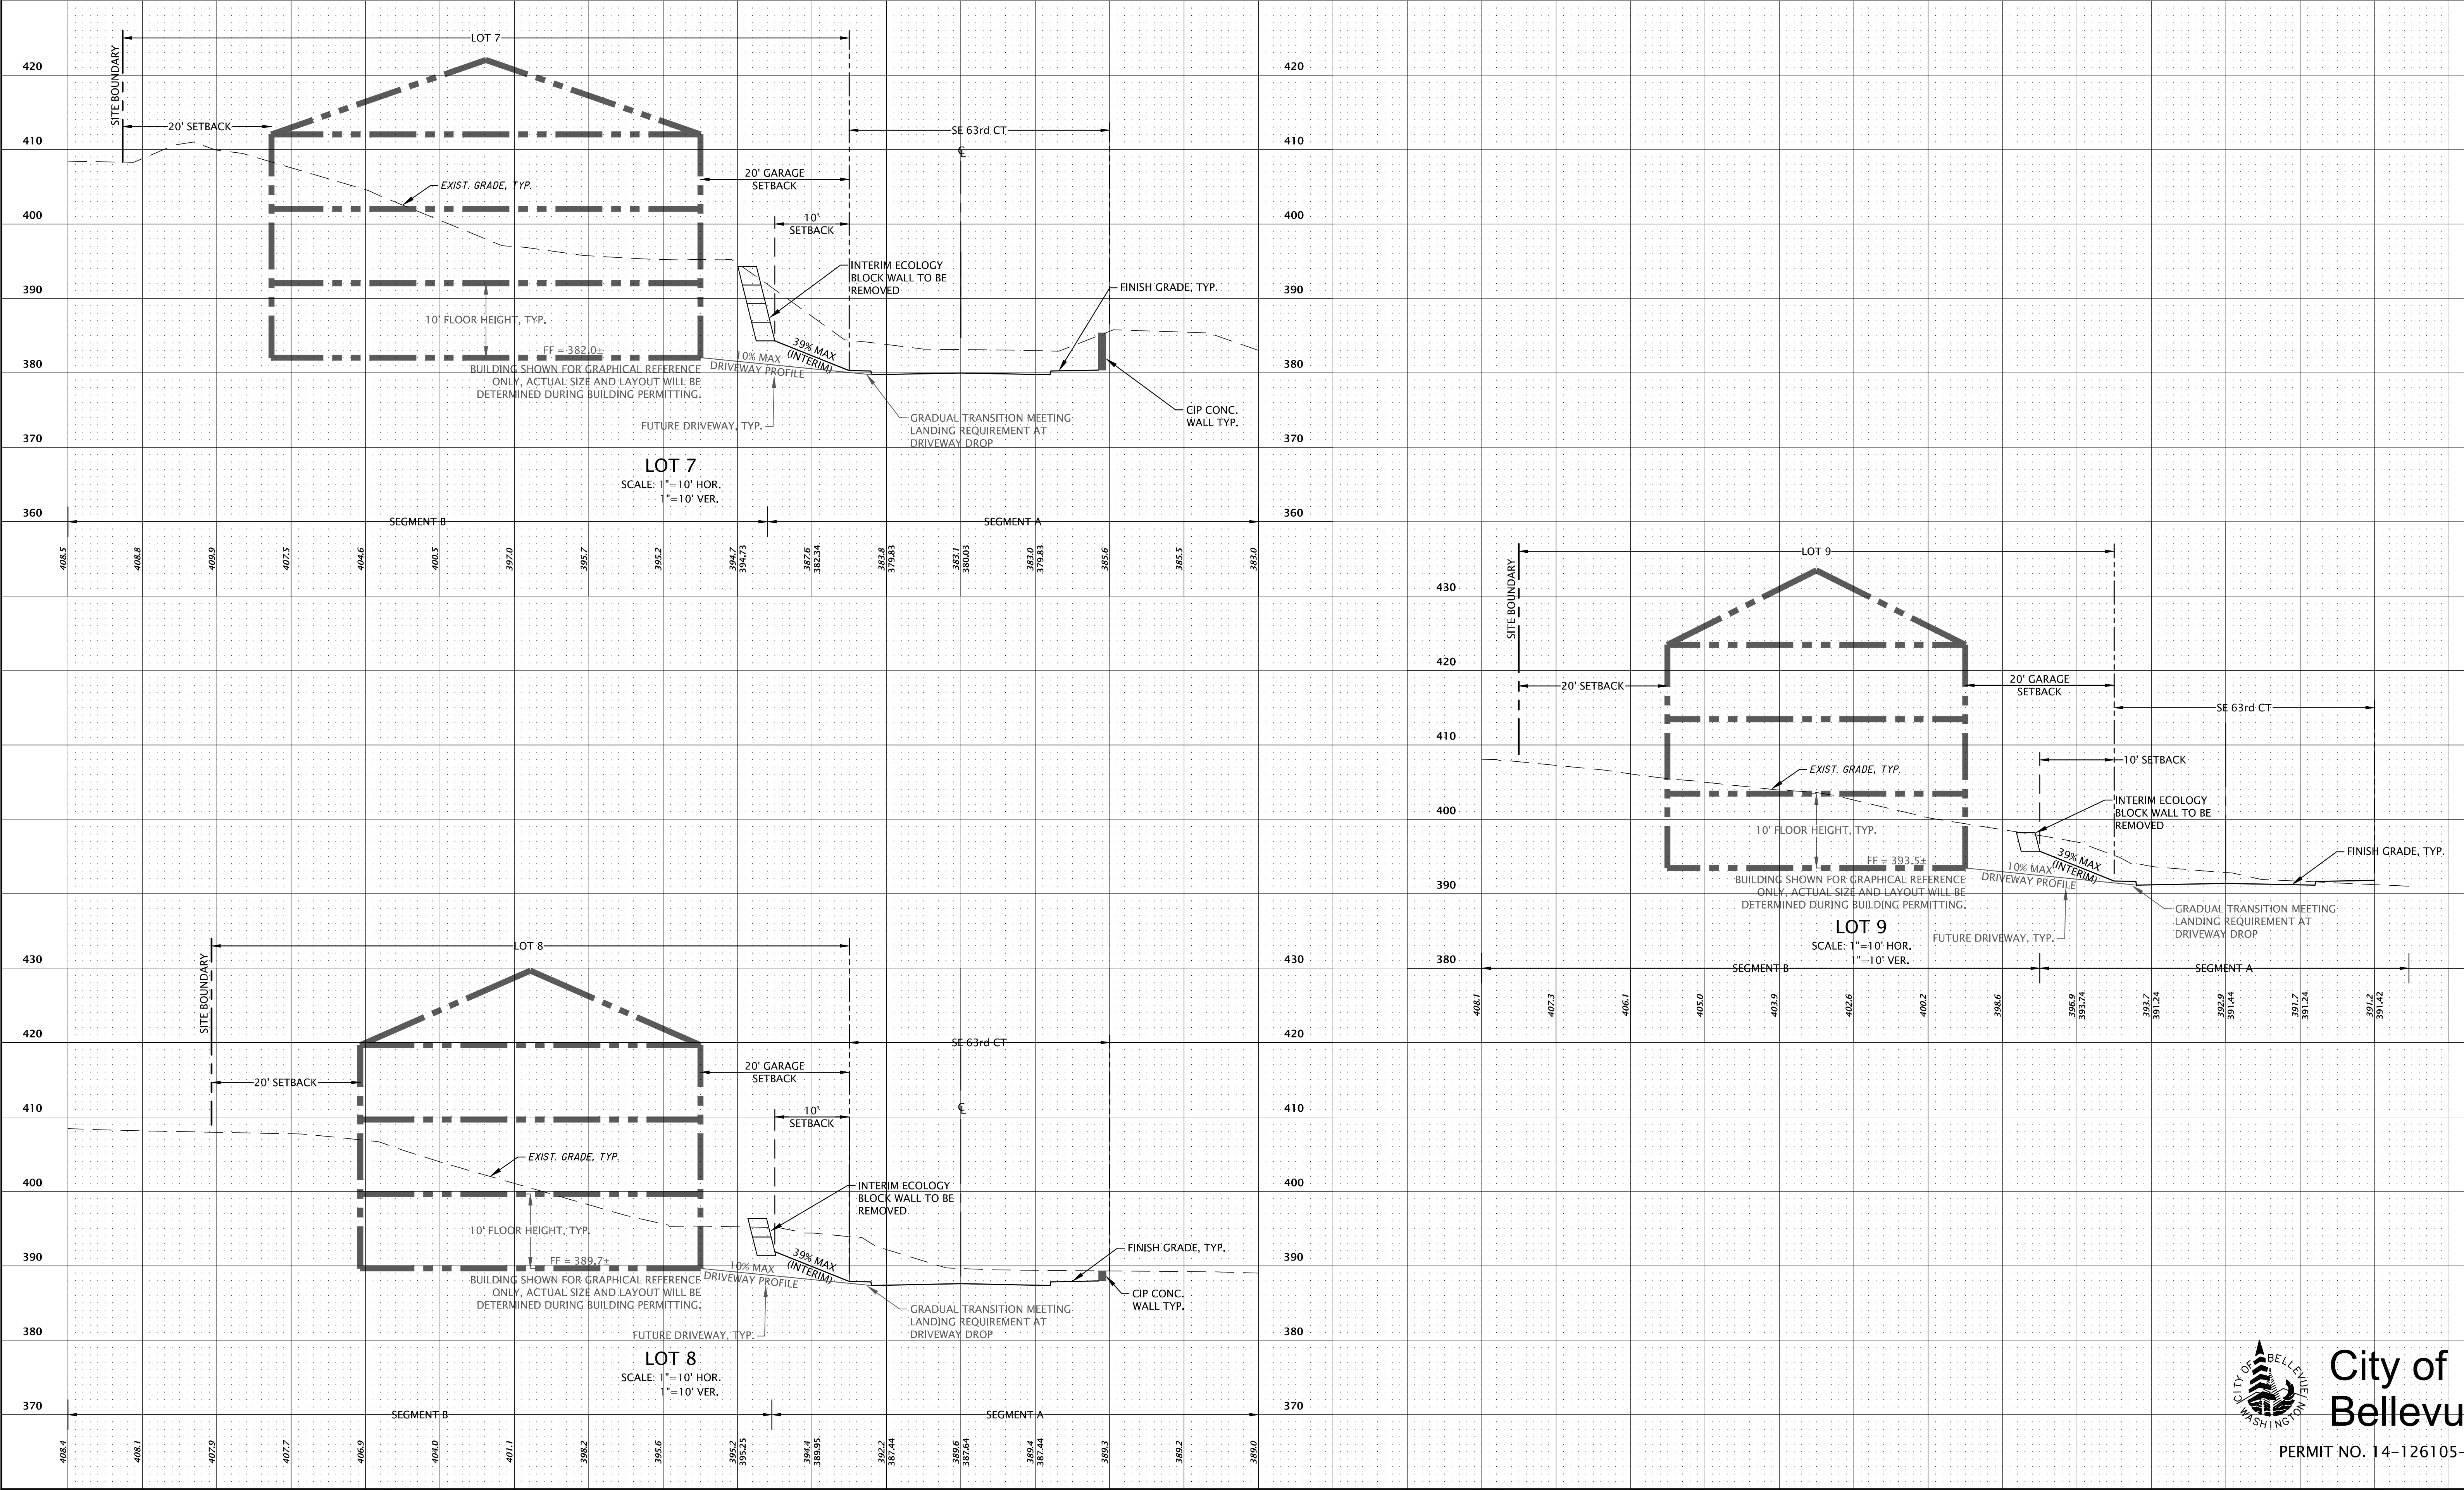 LOT 7
SITE BOUNDARY
420
420
20' SETBACK
SE 63rd CT
410
410
℄
EXIST. GRADE, TYP.
20' GARAGE
SETBACK
400
400
10'
SETBACK
INTERIM ECOLOGY
BLOCK WALL TO BE
REMOVED
FINISH GRADE, TYP.
390
390
10' FLOOR HEIGHT, TYP.
FF = 382.0±
39% MAX
(INTERIM)
10% MAX
DRIVEWAY PROFILE
380
380
BUILDING SHOWN FOR GRAPHICAL REFERENCE
ONLY, ACTUAL SIZE AND LAYOUT WILL BE
DETERMINED DURING BUILDING PERMITTING.
FUTURE DRIVEWAY, TYP.
GRADUAL TRANSITION MEETING
LANDING REQUIREMENT AT
DRIVEWAY DROP
CIP CONC.
WALL TYP.
370
370
LOT 7
SCALE: 1"=10' HOR.
1"=10' VER.
360
360
SEGMENT B
SEGMENT A
408.5
408.8
409.9
407.5
404.6
400.5
397.0
395.7
395.2
394.7
394.73
387.6
382.34
383.8
379.83
383.1
380.03
383.0
379.83
385.6
385.5
383.0
LOT 9
SITE BOUNDARY
430
420
20' SETBACK
20' GARAGE
SETBACK
SE 63rd CT
410
10' SETBACK
EXIST. GRADE, TYP.
INTERIM ECOLOGY
BLOCK WALL TO BE
REMOVED
400
10' FLOOR HEIGHT, TYP.
FF = 393.5±
39% MAX
(INTERIM)
10% MAX
DRIVEWAY PROFILE
FINISH GRADE, TYP.
390
BUILDING SHOWN FOR GRAPHICAL REFERENCE
ONLY, ACTUAL SIZE AND LAYOUT WILL BE
DETERMINED DURING BUILDING PERMITTING.
GRADUAL TRANSITION MEETING
LANDING REQUIREMENT AT
DRIVEWAY DROP
FUTURE DRIVEWAY, TYP.
LOT 9
SCALE: 1"=10' HOR.
1"=10' VER.
380
SEGMENT B
SEGMENT A
408.1
407.3
406.1
405.0
403.9
402.6
400.2
398.6
396.9
393.74
393.7
391.24
392.9
391.44
391.7
391.24
391.2
391.42
LOT 8
SITE BOUNDARY
430
430
420
420
SE 63rd CT
20' SETBACK
20' GARAGE
SETBACK
410
410
10'
SETBACK
℄
EXIST. GRADE, TYP.
400
400
INTERIM ECOLOGY
BLOCK WALL TO BE
REMOVED
10' FLOOR HEIGHT, TYP.
FINISH GRADE, TYP.
FF = 389.7±
39% MAX
(INTERIM)
10% MAX
DRIVEWAY PROFILE
390
390
BUILDING SHOWN FOR GRAPHICAL REFERENCE
ONLY, ACTUAL SIZE AND LAYOUT WILL BE
DETERMINED DURING BUILDING PERMITTING.
CIP CONC.
WALL TYP.
GRADUAL TRANSITION MEETING
LANDING REQUIREMENT AT
DRIVEWAY DROP
FUTURE DRIVEWAY, TYP.
380
380
LOT 8
SCALE: 1"=10' HOR.
1"=10' VER.
370
370
SEGMENT B
SEGMENT A
408.4
408.1
407.9
407.7
406.9
404.0
401.1
398.2
395.6
395.2
395.25
394.4
389.95
392.2
387.44
389.6
387.64
389.4
387.44
389.3
389.2
389.0
CITY OF BELLEVUE
WASHINGTON
City of
Bellevu
PERMIT NO. 14-126105-